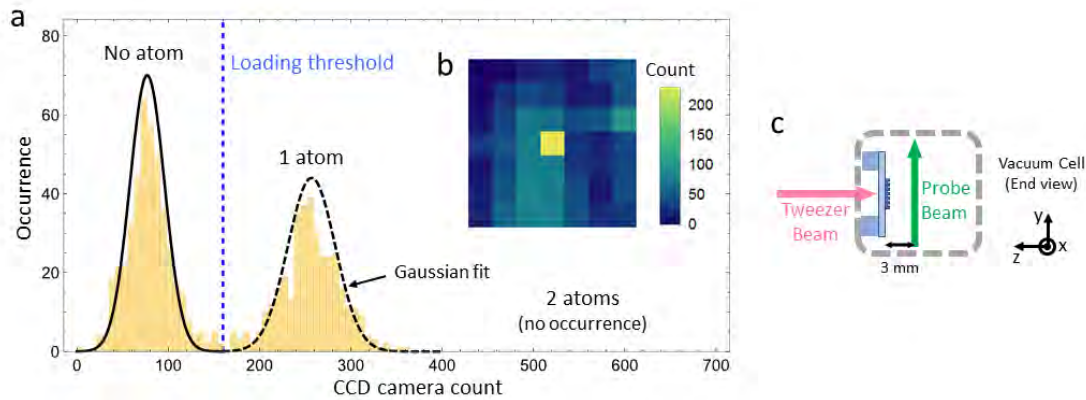 a
80
60
40
20
0
Occurrence
No atom
Loading threshold
1 atom
Gaussian fit
2 atoms
(no occurrence)
0 100 200 300 400 500 600 700
CCD camera count
b
Count
200
150
100
50
0
c
Tweezer
Beam
Probe
Beam
3 mm
Vacuum Cell
(End view)
y
z
x